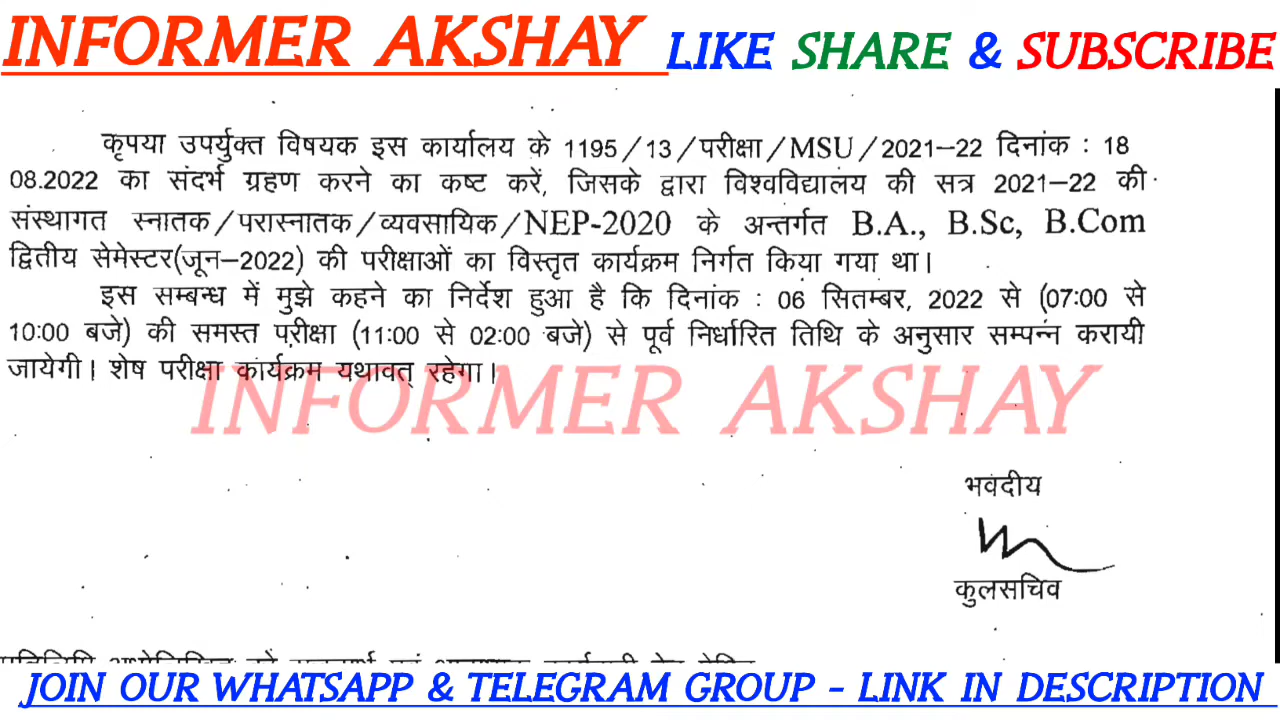 INFORMER AKSHAY LIKE SHARE & SUBSCRIBE
कृपया उपर्युक्त विषयक इस कार्यालय के 1195/13/परीक्षा/MSU/2021–22 दिनांक : 18
08.2022 का संदर्भ ग्रहण करने का कष्ट करें, जिसके द्वारा विश्वविद्यालय की सत्र 2021–22 की
संस्थागत स्नातक/परास्नातक/व्यवसायिक/NEP-2020 के अन्तर्गत B.A., B.Sc, B.Com
द्वितीय सेमेस्टर(जून–2022) की परीक्षाओं का विस्तृत कार्यक्रम निर्गत किया गया था।
इस सम्बन्ध में मुझे कहने का निर्देश हुआ है कि दिनांक : 06 सितम्बर, 2022 से (07:00 से
10:00 बजे) की समस्त परीक्षा (11:00 से 02:00 बजे) से पूर्व निर्धारित तिथि के अनुसार सम्पन्न करायी
जायेगी। शेष परीक्षा कार्यक्रम यथावत् रहेगा।
INFORMER AKSHAY
भवदीय
कुलसचिव
JOIN OUR WHATSAPP & TELEGRAM GROUP - LINK IN DESCRIPTION